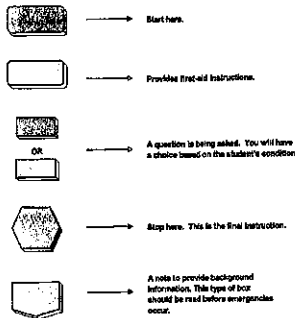 Start here.
Provides first-aid instructions.
OR
A question is being asked. You will have
a choice based on the student's condition
Stop here. This is the final instruction.
A note to provide background
information. This type of box
should be read before emergencies
occur.